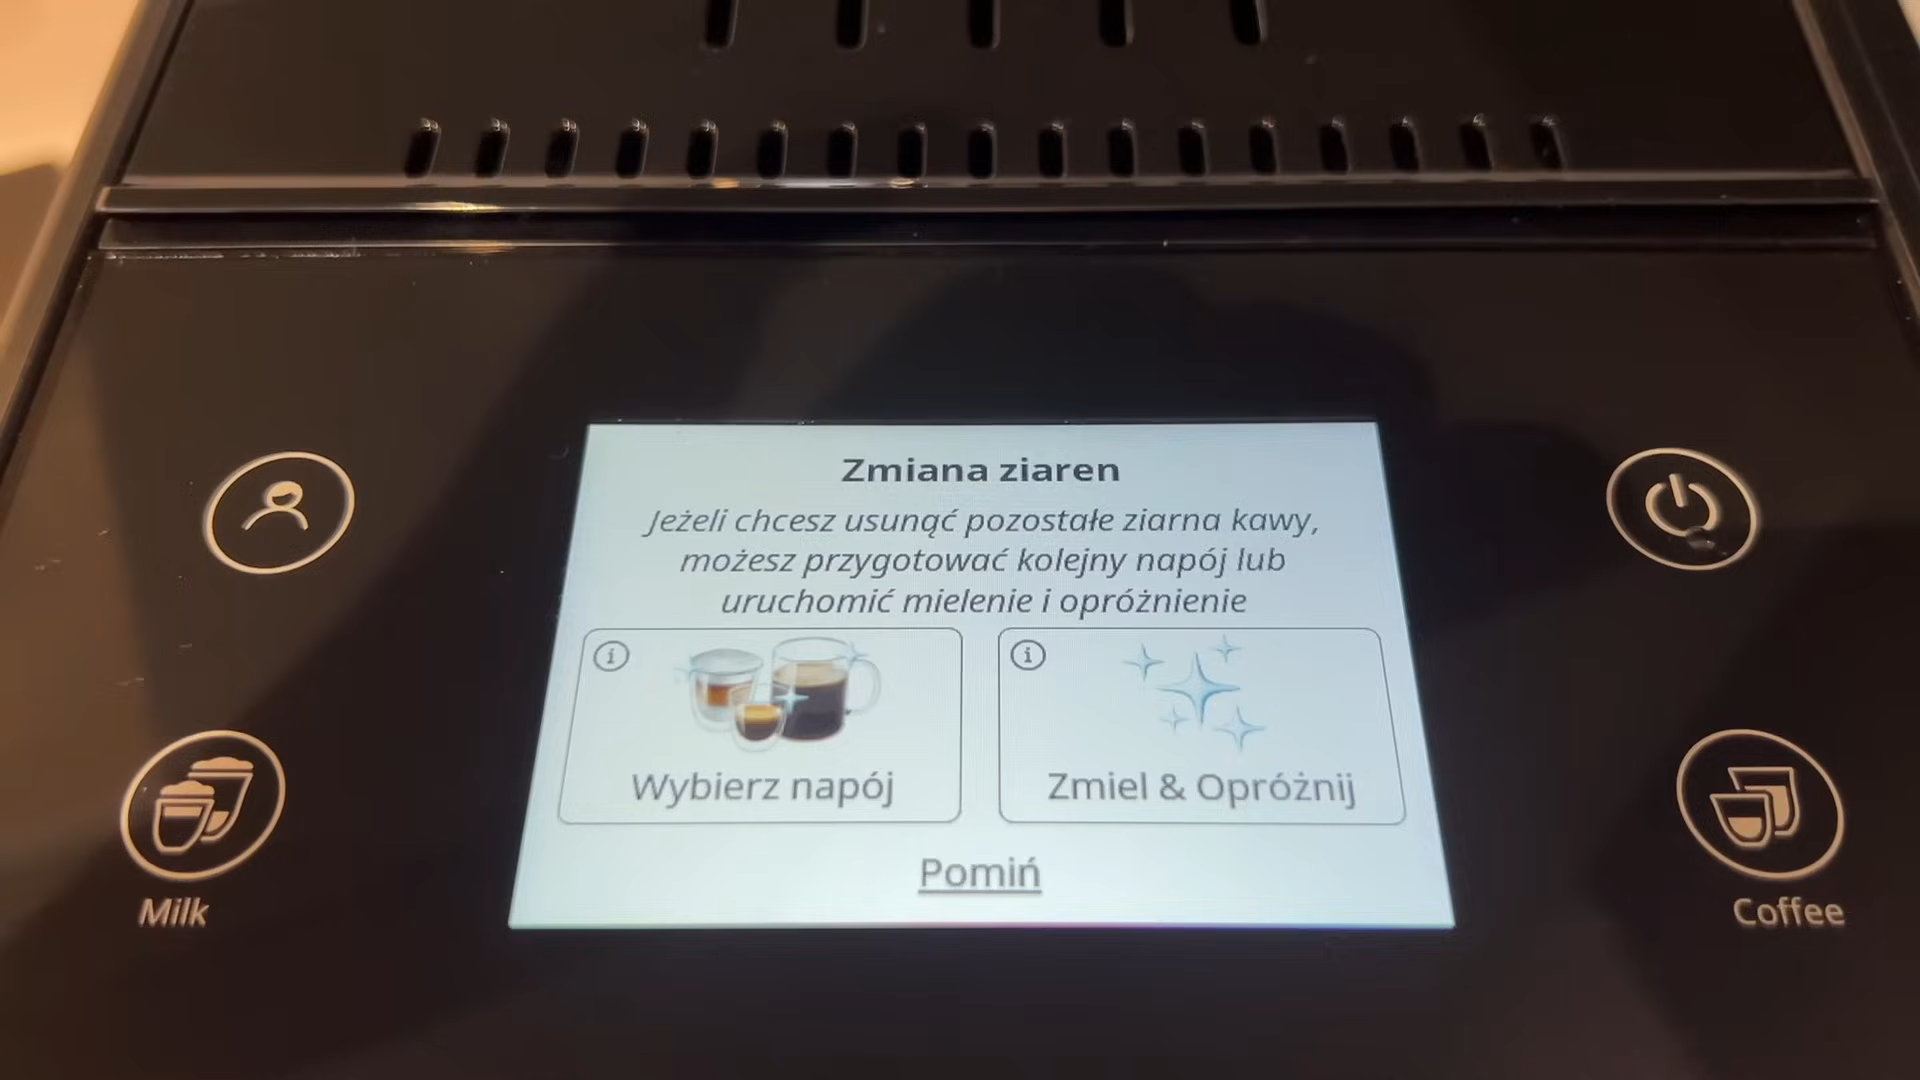 Zmiana ziaren
Jeżeli chcesz usunąć pozostałe ziarna kawy,
możesz przygotować kolejny napój lub
uruchomić mielenie i opróżnienie
i
i
Wybierz napój
Zmiel & Opróżnij
Pomiń
Milk
Coffee